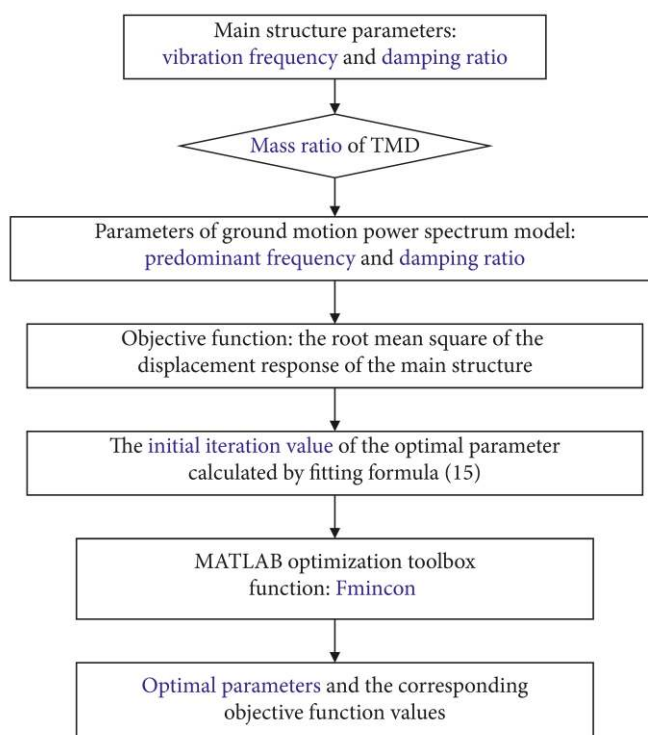 Main structure parameters:
vibration frequency and damping ratio
Mass ratio of TMD
Parameters of ground motion power spectrum model:
predominant frequency and damping ratio
Objective function: the root mean square of the
displacement response of the main structure
The initial iteration value of the optimal parameter
calculated by fitting formula (15)
MATLAB optimization toolbox
function: Fmincon
Optimal parameters and the corresponding
objective function values